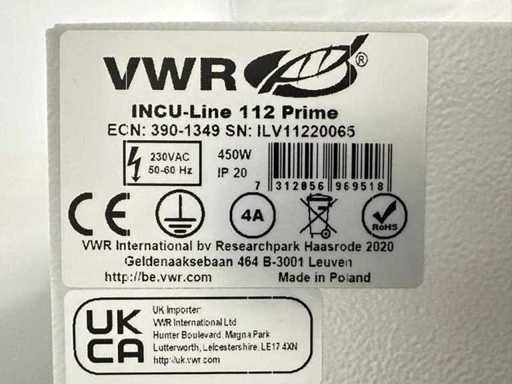 VWR®
INCU-Line 112 Prime
ECN: 390-1349 SN: ILV11220065
230VAC 450W
50-60 Hz IP 20
7 312856 969518
CE 4A RoHS
VWR International bv Researchpark Haasrode 2020
Geldenaaksebaan 464 B-3001 Leuven
http://be.vwr.com Made in Poland
UK
CA
UK Importer:
VWR International Ltd
Hunter Boulevard, Magna Park
Lutterworth, Leicestershire, LE17 4XN
http://uk.vwr.com